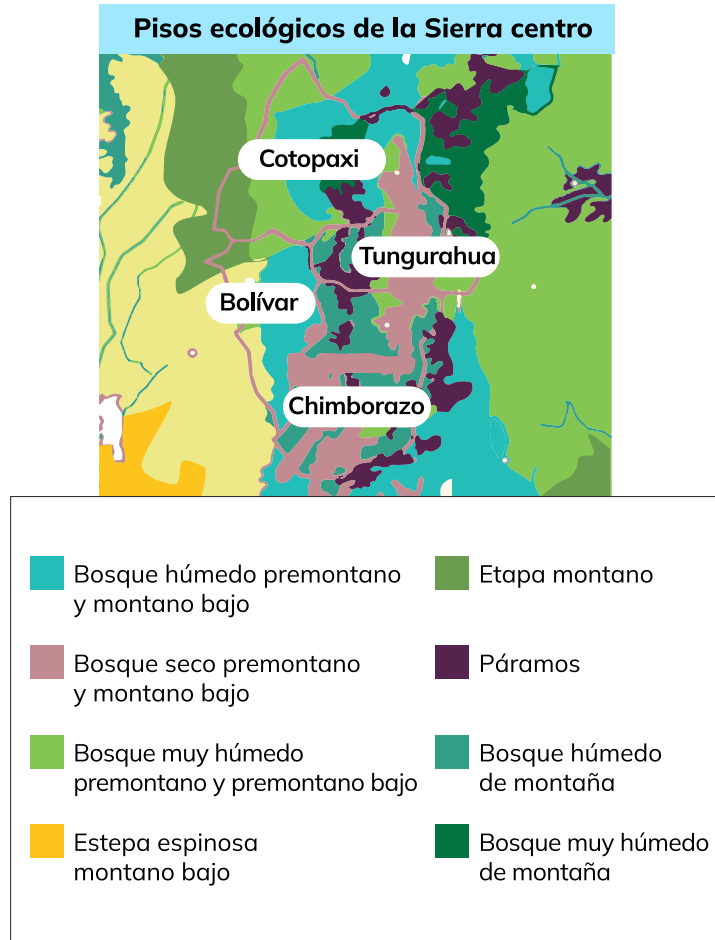 Pisos ecológicos de la Sierra centro
Cotopaxi
Tungurahua
Bolívar
Chimborazo
Bosque húmedo premontano
y montano bajo
Bosque seco premontano
y montano bajo
Bosque muy húmedo
premontano y premontano bajo
Estepa espinosa
montano bajo
Etapa montano
Páramos
Bosque húmedo
de montaña
Bosque muy húmedo
de montaña